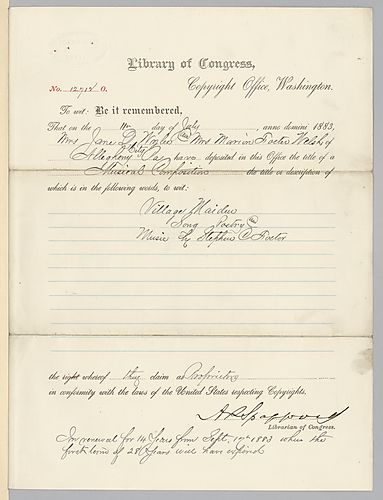 Library of Congress,
No. 12717 O.
Copyright Office, Washington.
To wit: Be it remembered,
That on the 11 day of July, anno domini 1883,
Mrs Jane D. Wiley & Mrs Marion Foster Welsh, of
Allegheny City Pa have deposited in this Office the title of a
Musical Composition the title or description of
which is in the following words, to wit:
Village Maiden
Song Poetry &
Music by Stephen C Foster
the right whereof they claim as Proprietors
in conformity with the laws of the United States respecting Copyrights.
A R Spofford
Librarian of Congress.
In renewal for 14 Years from Sept. 17th 1883 when the
first term of 28 Years will have expired